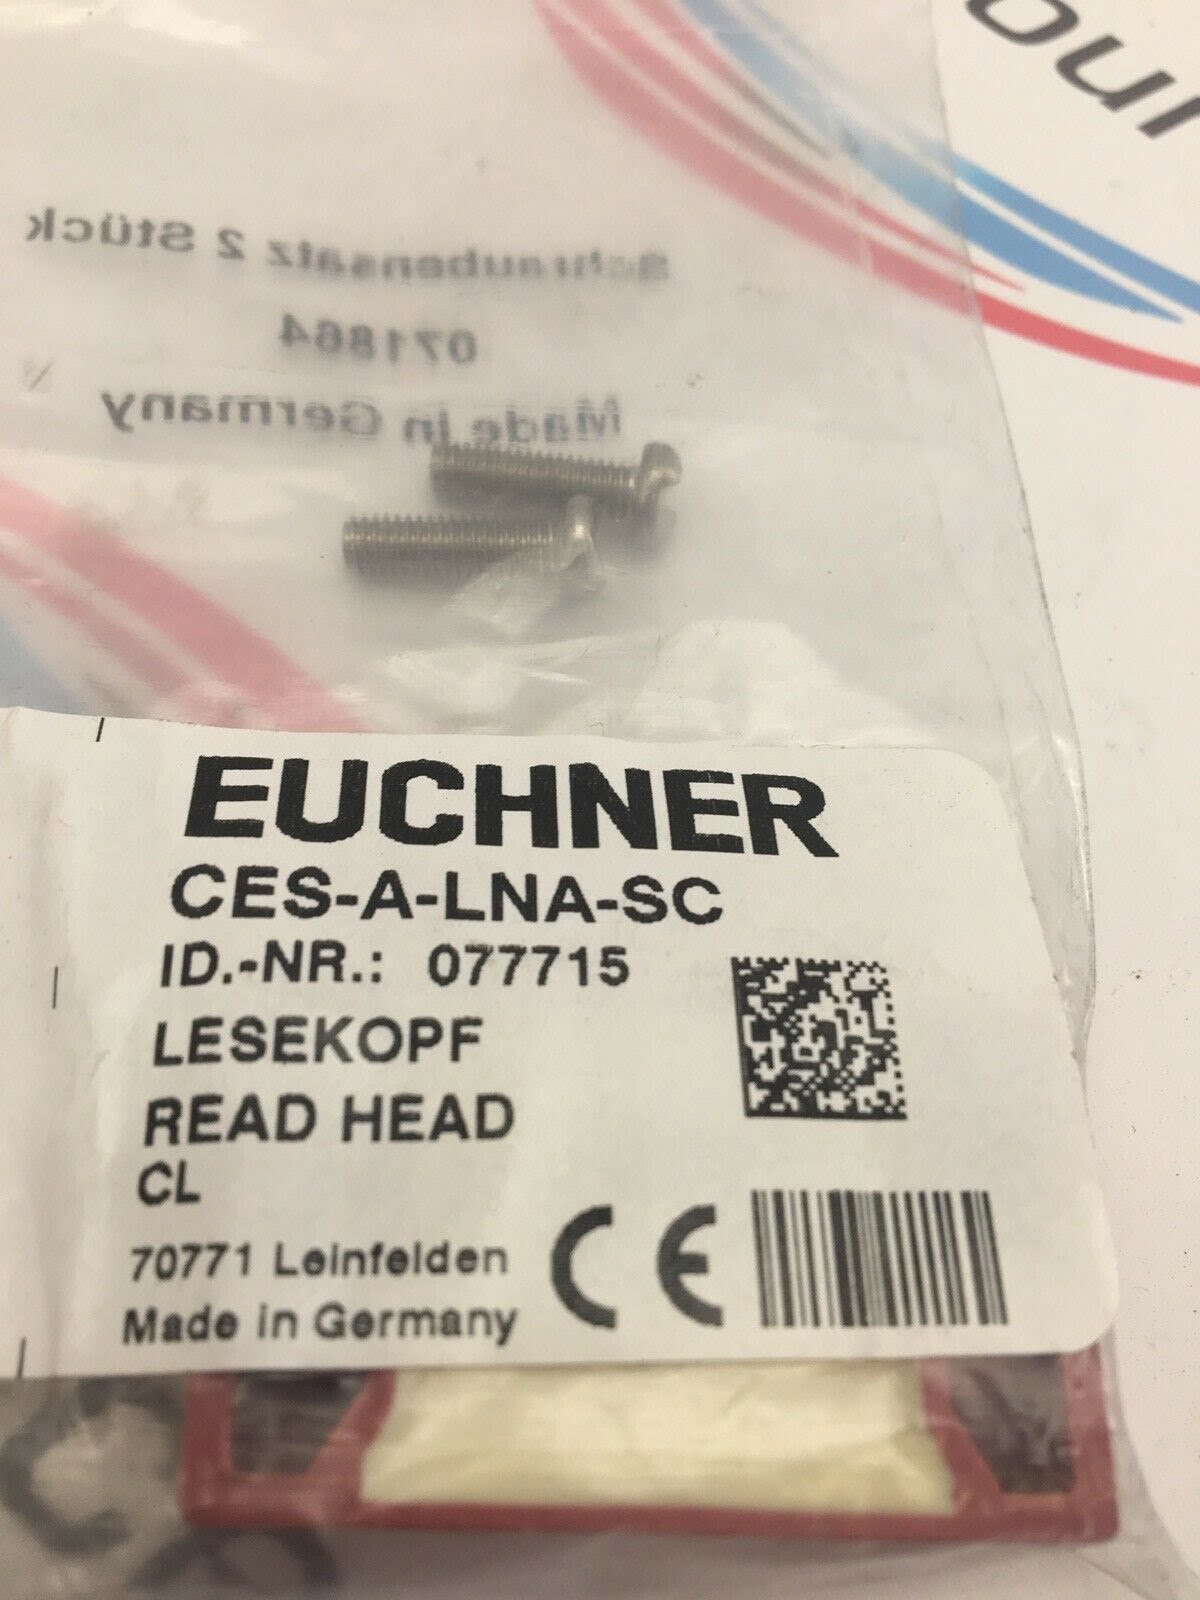 Schraubensatz 2 Stück
071864
Made in Germany
EUCHNER
CES-A-LNA-SC
ID.-NR.: 077715
LESEKOPF
READ HEAD
CL
70771 Leinfelden
Made in Germany
CE